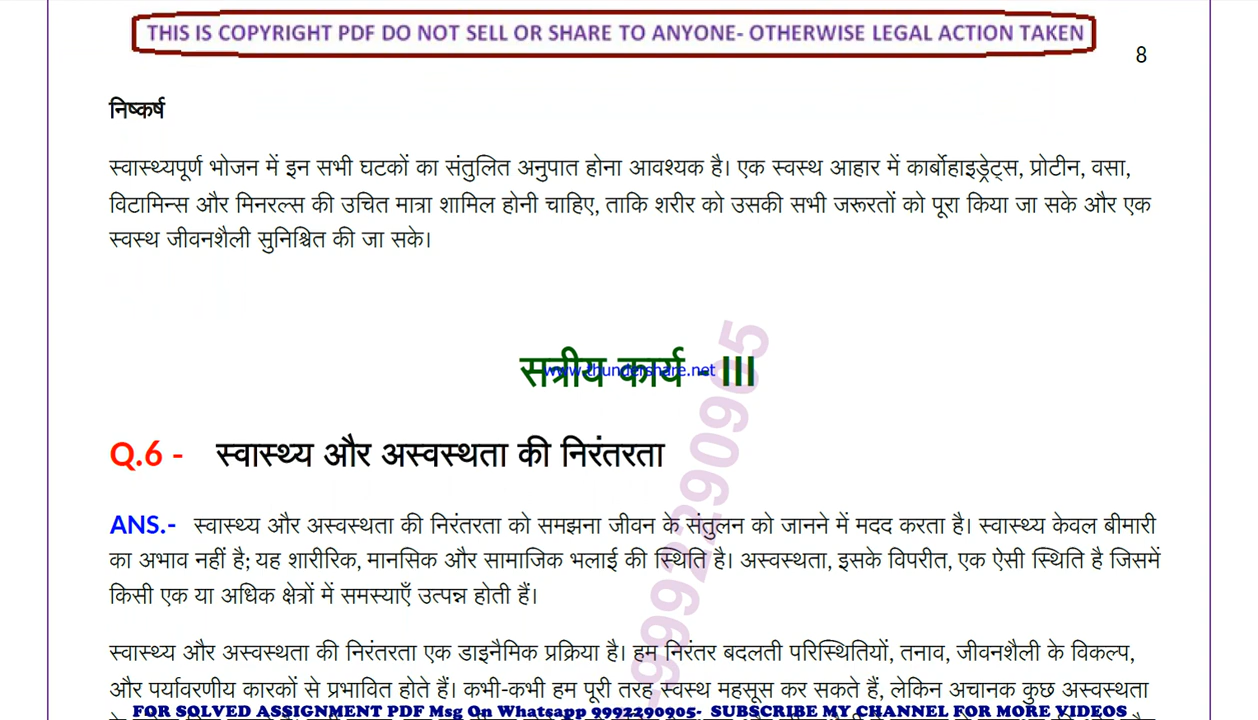 THIS IS COPYRIGHT PDF DO NOT SELL OR SHARE TO ANYONE- OTHERWISE LEGAL ACTION TAKEN
8
निष्कर्ष
स्वास्थ्यपूर्ण भोजन में इन सभी घटकों का संतुलित अनुपात होना आवश्यक है। एक स्वस्थ आहार में कार्बोहाइड्रेट्स, प्रोटीन, वसा,
विटामिन्स और मिनरल्स की उचित मात्रा शामिल होनी चाहिए, ताकि शरीर को उसकी सभी जरूरतों को पूरा किया जा सके और एक
स्वस्थ जीवनशैली सुनिश्चित की जा सके।
सत्रीय कार्य - III
www.thundershare.net
Q.6 - स्वास्थ्य और अस्वस्थता की निरंतरता
ANS.- स्वास्थ्य और अस्वस्थता की निरंतरता को समझना जीवन के संतुलन को जानने में मदद करता है। स्वास्थ्य केवल बीमारी
का अभाव नहीं है; यह शारीरिक, मानसिक और सामाजिक भलाई की स्थिति है। अस्वस्थता, इसके विपरीत, एक ऐसी स्थिति है जिसमें
किसी एक या अधिक क्षेत्रों में समस्याएँ उत्पन्न होती हैं।
स्वास्थ्य और अस्वस्थता की निरंतरता एक डाइनैमिक प्रक्रिया है। हम निरंतर बदलती परिस्थितियों, तनाव, जीवनशैली के विकल्प,
और पर्यावरणीय कारकों से प्रभावित होते हैं। कभी-कभी हम पूरी तरह स्वस्थ महसूस कर सकते हैं, लेकिन अचानक कुछ अस्वस्थता
FOR SOLVED ASSIGNMENT PDF Msg On Whatsapp 9992290905- SUBSCRIBE MY CHANNEL FOR MORE VIDEOS
-9992290905